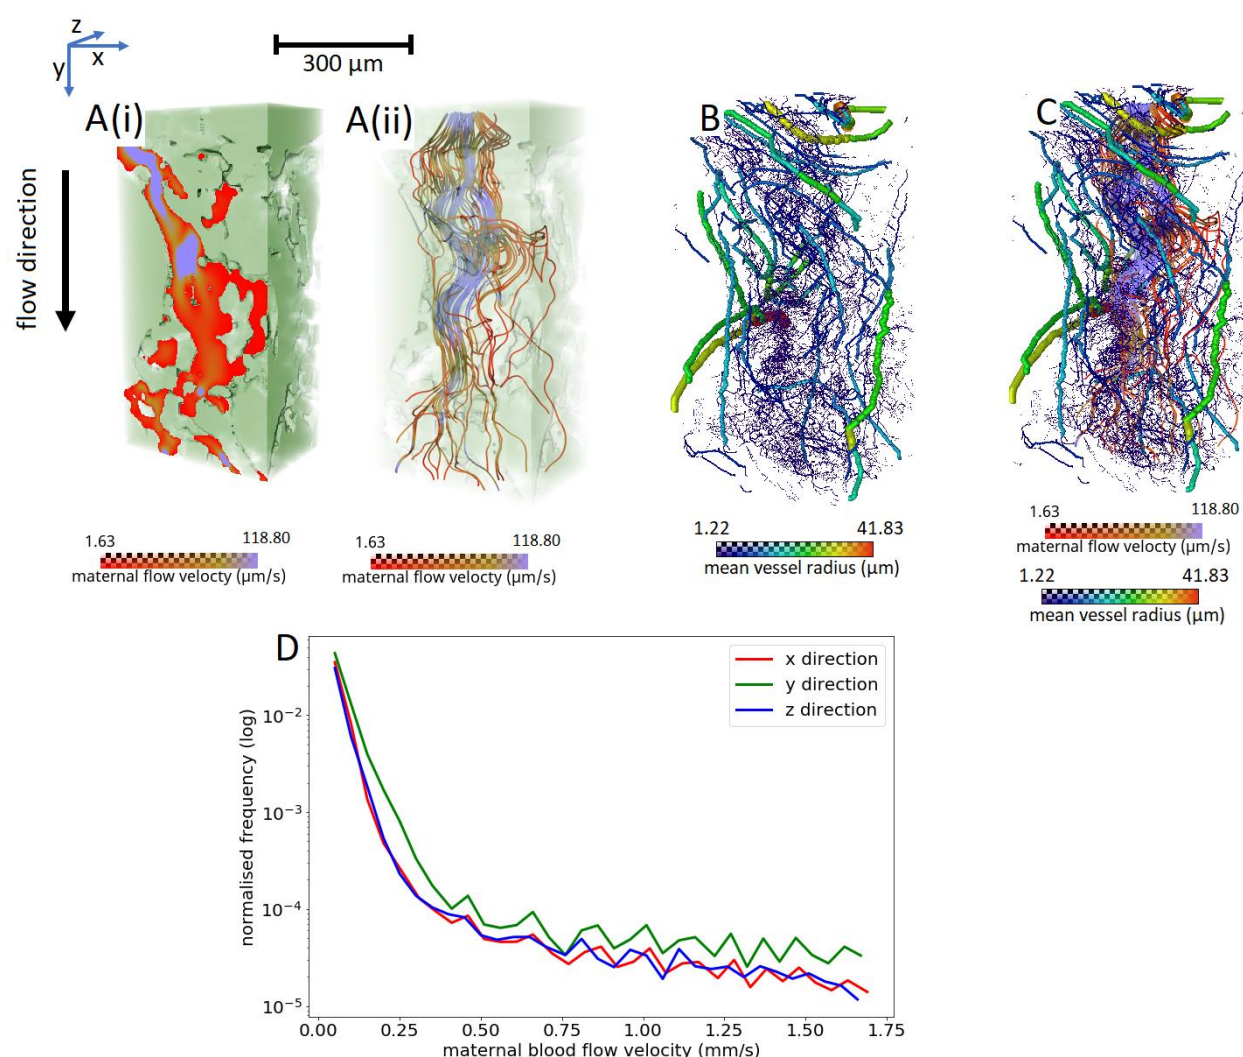 z
x
y
300 µm
A(i)
A(ii)
B
C
flow direction
1.63
118.80
maternal flow velocty (µm/s)
1.63
118.80
maternal flow velocty (µm/s)
1.22
41.83
mean vessel radius (µm)
1.63
118.80
maternal flow velocty (µm/s)
1.22
41.83
mean vessel radius (µm)
D
x direction
y direction
z direction
normalised frequency (log)
10⁻²
10⁻³
10⁻⁴
10⁻⁵
0.00 0.25 0.50 0.75 1.00 1.25 1.50 1.75
maternal blood flow velocity (mm/s)